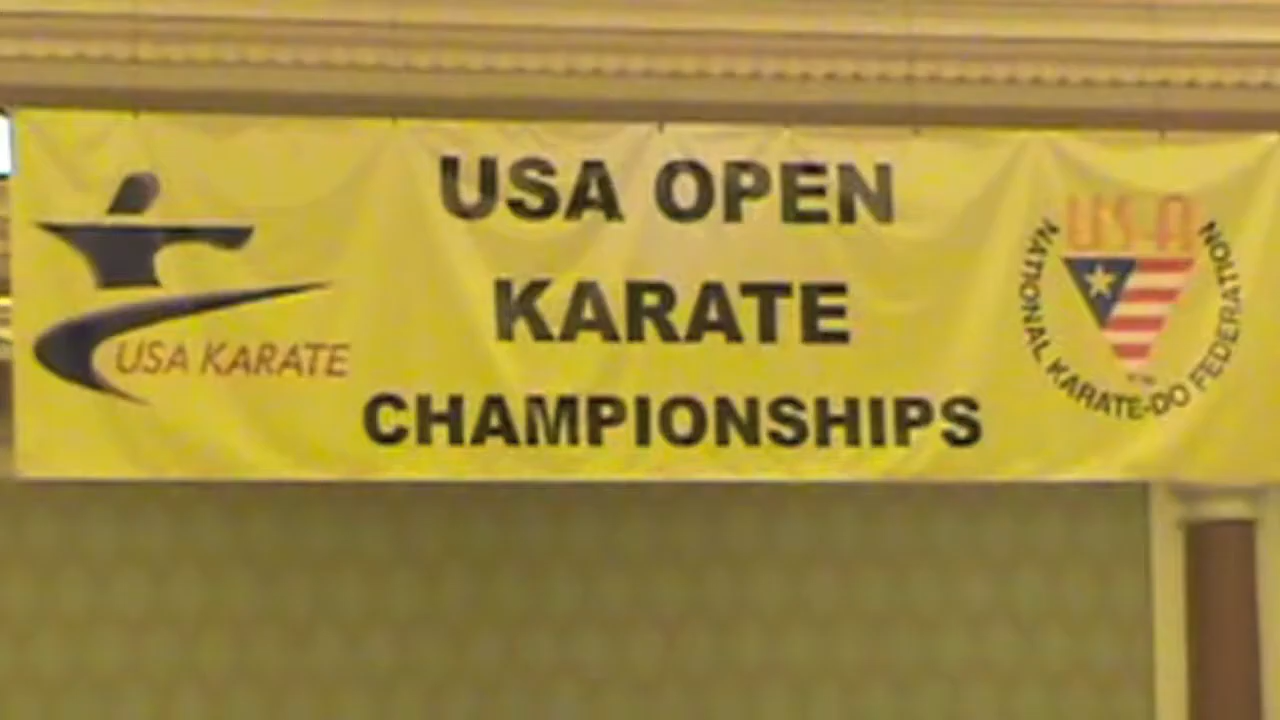 USA OPEN
KARATE
CHAMPIONSHIPS
USA KARATE
USA
NATIONAL KARATE-DO FEDERATION